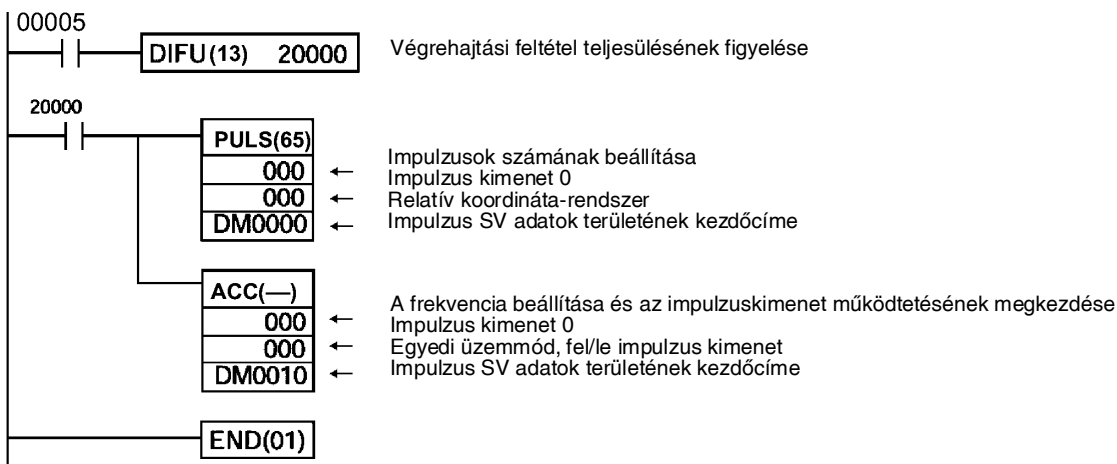 00005
DIFU(13) 20000 Végrehajtási feltétel teljesülésének figyelése
20000
PULS(65)
Impulzusok számának beállítása
000 ← Impulzus kimenet 0
000 ← Relatív koordináta-rendszer
DM0000 ← Impulzus SV adatok területének kezdőcíme
ACC(—)
A frekvencia beállítása és az impulzuskimenet működtetésének megkezdése
000 ← Impulzus kimenet 0
000 ← Egyedi üzemmód, fel/le impulzus kimenet
DM0010 ← Impulzus SV adatok területének kezdőcíme
END(01)